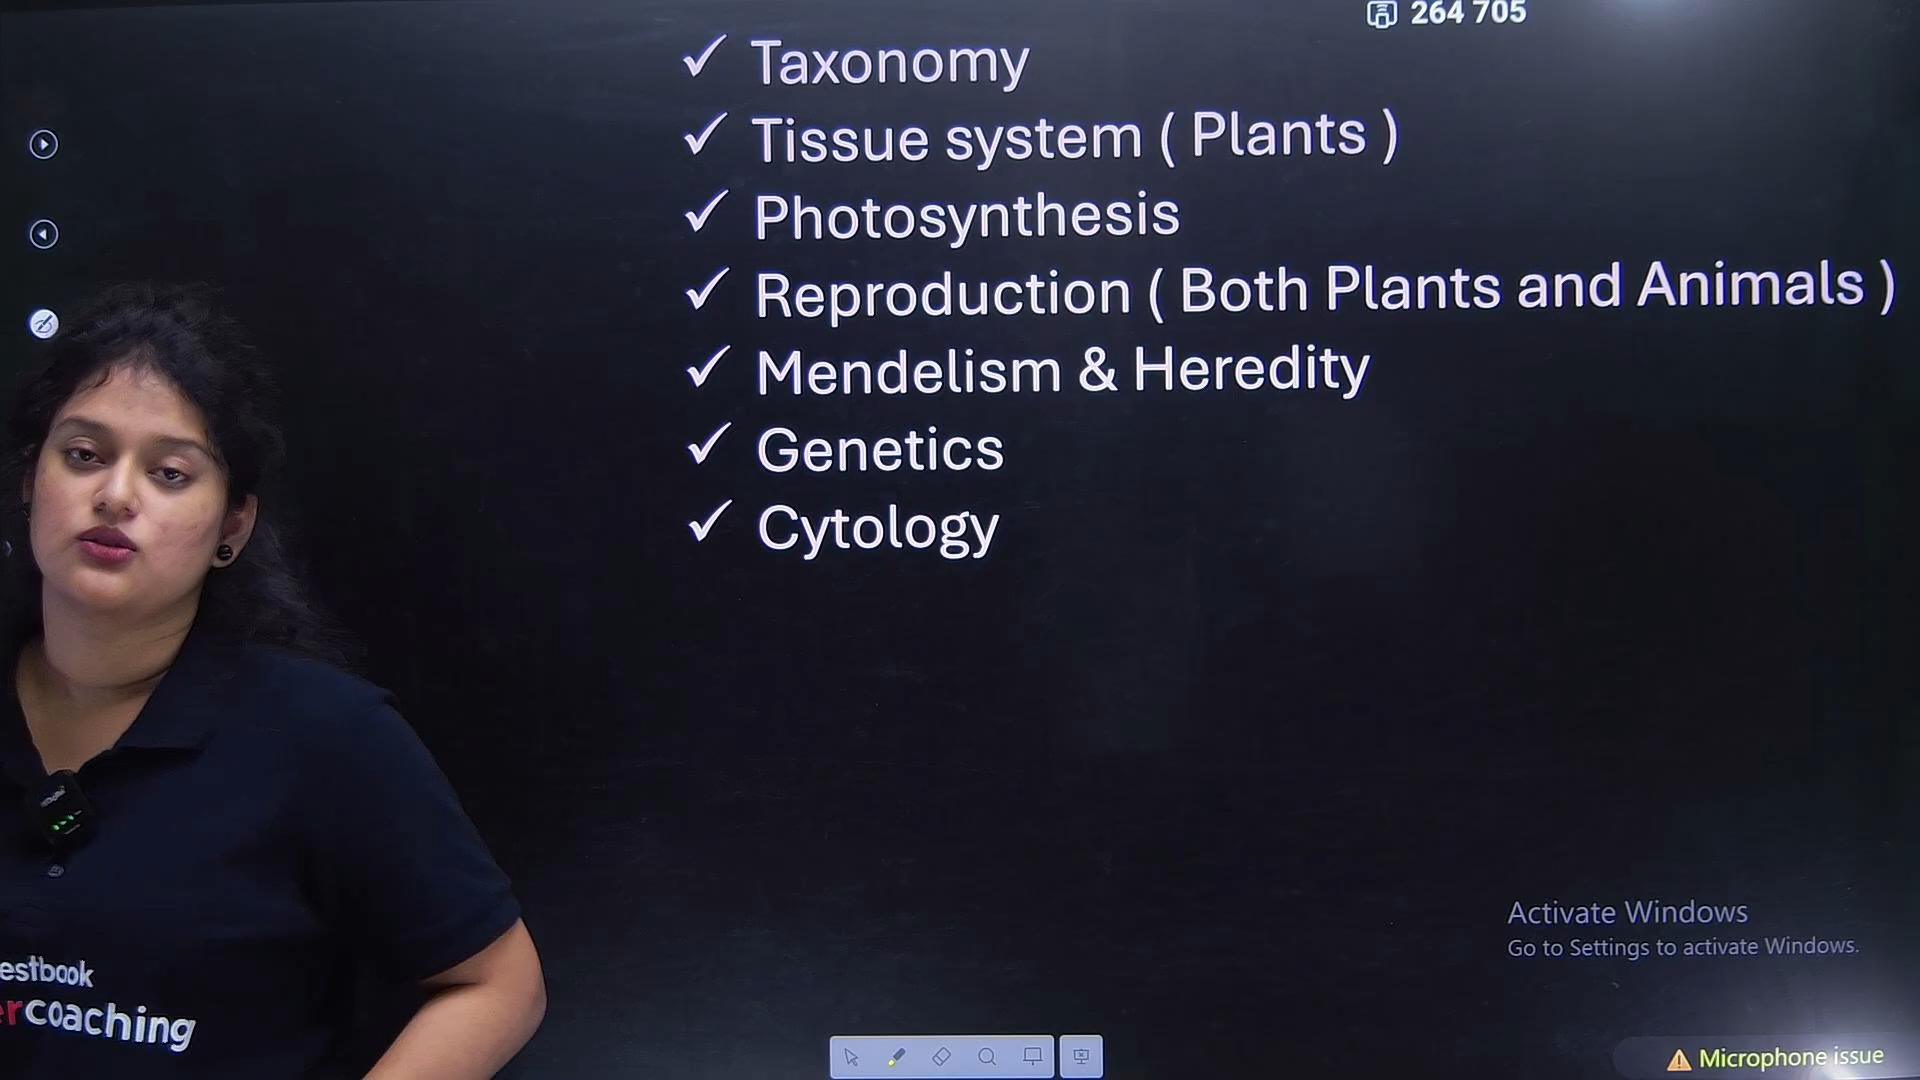 264 705
✓ Taxonomy
✓ Tissue system ( Plants )
✓ Photosynthesis
✓ Reproduction ( Both Plants and Animals )
✓ Mendelism & Heredity
✓ Genetics
✓ Cytology
Activate Windows
Go to Settings to activate Windows.
estbook
ercoaching
Microphone issue